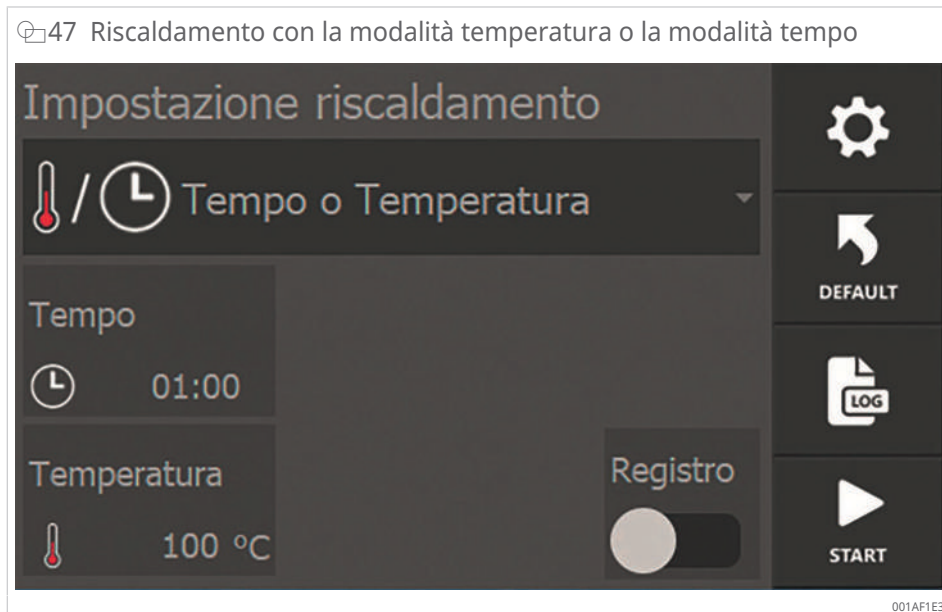 47 Riscaldamento con la modalità temperatura o la modalità tempo
Impostazione riscaldamento
/ Tempo o Temperatura
DEFAULT
Tempo
01:00
LOG
Temperatura
100 °C
Registro
START
001AF1E3